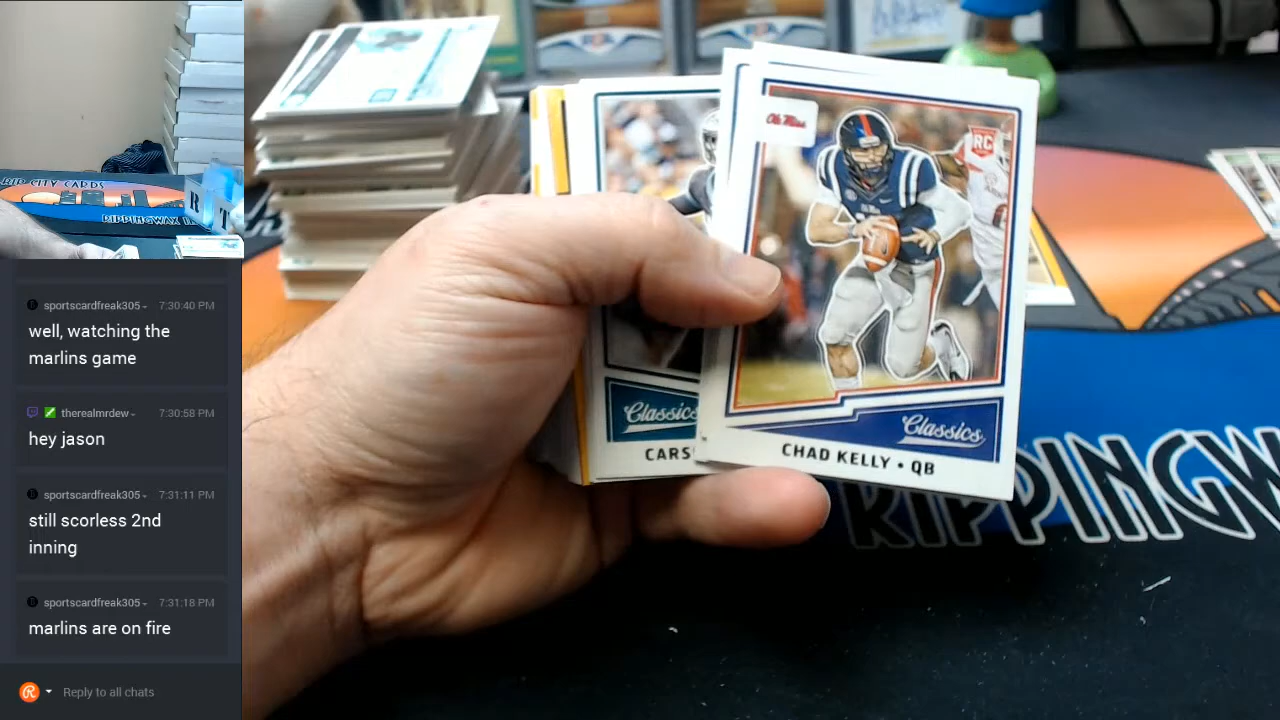 RIP CITY CARDS
RIPPINGWAX
R
T
sportscardfreak305
7:30:40 PM
well, watching the
marlins game
therealmrdew
7:30:58 PM
hey jason
sportscardfreak305
7:31:11 PM
still scorless 2nd
inning
sportscardfreak305
7:31:18 PM
marlins are on fire
Reply to all chats
Ole Miss
RC
Classics
CARS
Classics
CHAD KELLY • QB
RIPPINGW